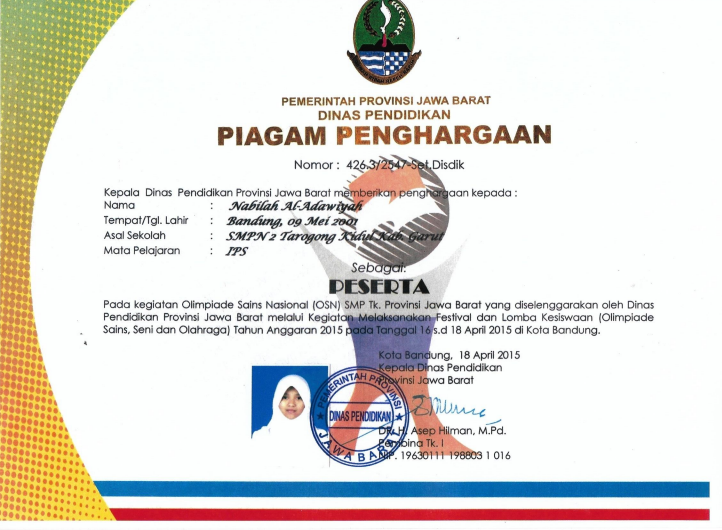 PEMERINTAH PROVINSI JAWA BARAT
DINAS PENDIDIKAN
PIAGAM PENGHARGAAN
Nomor : 426.3/2547-Set.Disdik
Kepala Dinas Pendidikan Provinsi Jawa Barat memberikan penghargaan kepada :
Nama : Nabilah Al-Adawiyah
Tempat/Tgl. Lahir : Bandung, 09 Mei 2001
Asal Sekolah : SMPN 2 Tarogong Kidul Kab. Garut
Mata Pelajaran : IPS
Sebagai:
PESERTA
Pada kegiatan Olimpiade Sains Nasional (OSN) SMP Tk. Provinsi Jawa Barat yang diselenggarakan oleh Dinas
Pendidikan Provinsi Jawa Barat melalui Kegiatan Melaksanakan Festival dan Lomba Kesiswaan (Olimpiade
Sains, Seni dan Olahraga) Tahun Anggaran 2015 pada Tanggal 16 s.d 18 April 2015 di Kota Bandung.
Kota Bandung, 18 April 2015
Kepala Dinas Pendidikan
Provinsi Jawa Barat
PEMERINTAH PROVINSI
DINAS PENDIDIKAN
JAWA BARAT
DR. H. Asep Hilman, M.Pd.
Pembina Tk. I
NIP. 19630111 198803 1 016